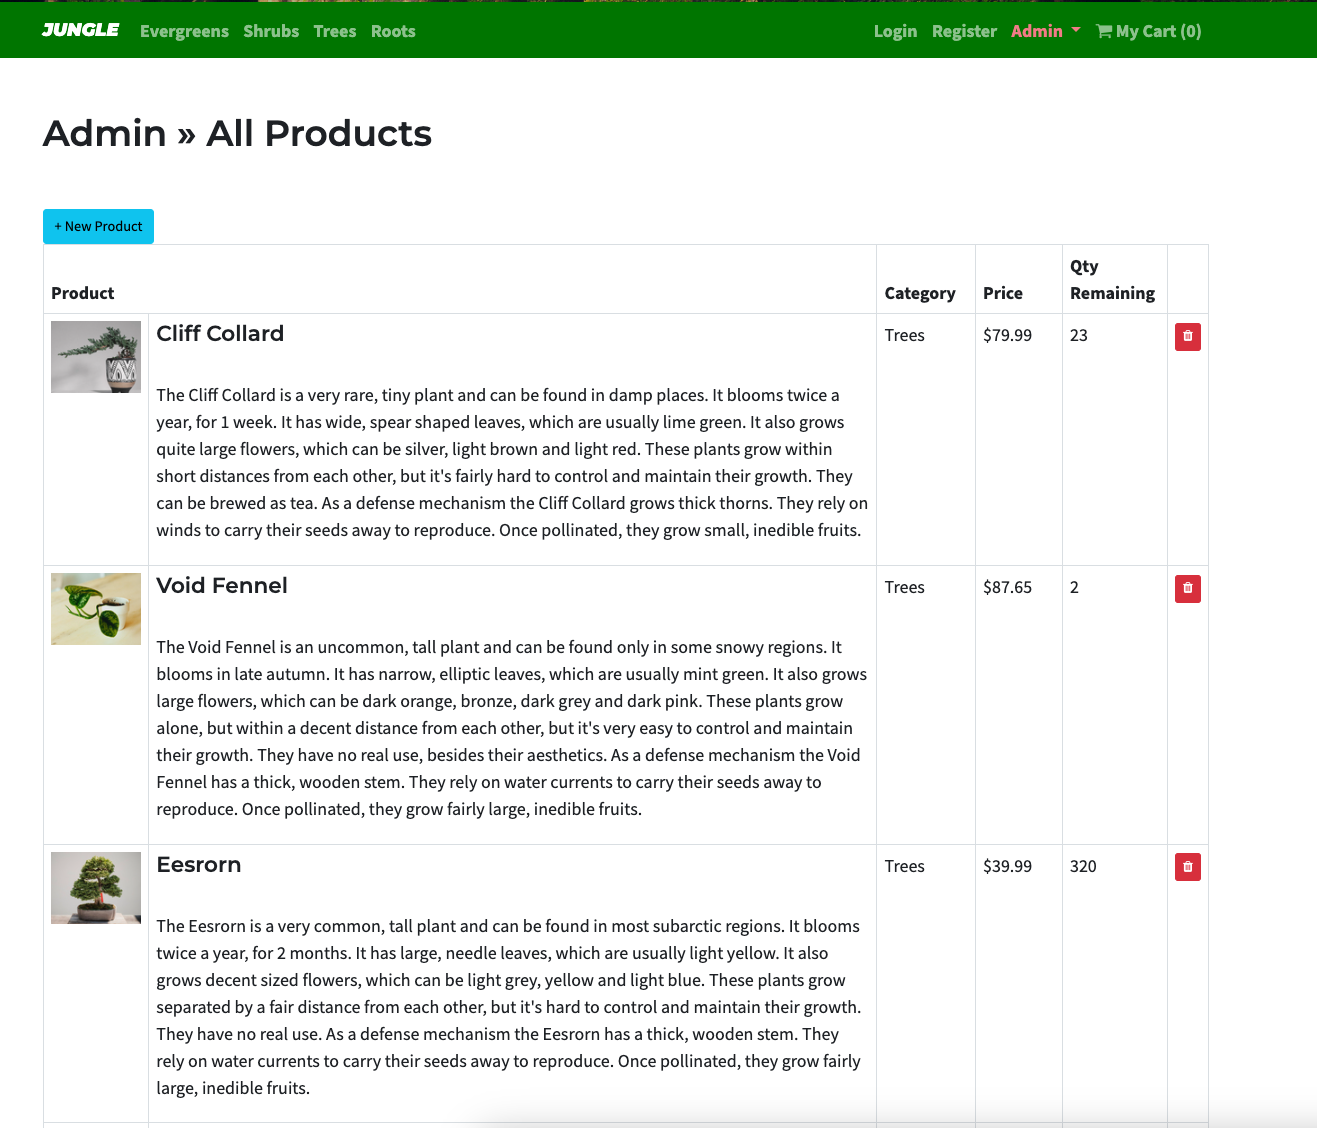 JUNGLE Evergreens Shrubs Trees Roots Login Register Admin My Cart (0)
Admin » All Products
+ New Product
Product Category Price Qty Remaining
Cliff Collard Trees $79.99 23
The Cliff Collard is a very rare, tiny plant and can be found in damp places. It blooms twice a
year, for 1 week. It has wide, spear shaped leaves, which are usually lime green. It also grows
quite large flowers, which can be silver, light brown and light red. These plants grow within
short distances from each other, but it's fairly hard to control and maintain their growth. They
can be brewed as tea. As a defense mechanism the Cliff Collard grows thick thorns. They rely on
winds to carry their seeds away to reproduce. Once pollinated, they grow small, inedible fruits.
Void Fennel Trees $87.65 2
The Void Fennel is an uncommon, tall plant and can be found only in some snowy regions. It
blooms in late autumn. It has narrow, elliptic leaves, which are usually mint green. It also grows
large flowers, which can be dark orange, bronze, dark grey and dark pink. These plants grow
alone, but within a decent distance from each other, but it's very easy to control and maintain
their growth. They have no real use, besides their aesthetics. As a defense mechanism the Void
Fennel has a thick, wooden stem. They rely on water currents to carry their seeds away to
reproduce. Once pollinated, they grow fairly large, inedible fruits.
Eesrorn Trees $39.99 320
The Eesrorn is a very common, tall plant and can be found in most subarctic regions. It blooms
twice a year, for 2 months. It has large, needle leaves, which are usually light yellow. It also
grows decent sized flowers, which can be light grey, yellow and light blue. These plants grow
separated by a fair distance from each other, but it's hard to control and maintain their growth.
They have no real use. As a defense mechanism the Eesrorn has a thick, wooden stem. They
rely on water currents to carry their seeds away to reproduce. Once pollinated, they grow fairly
large, inedible fruits.